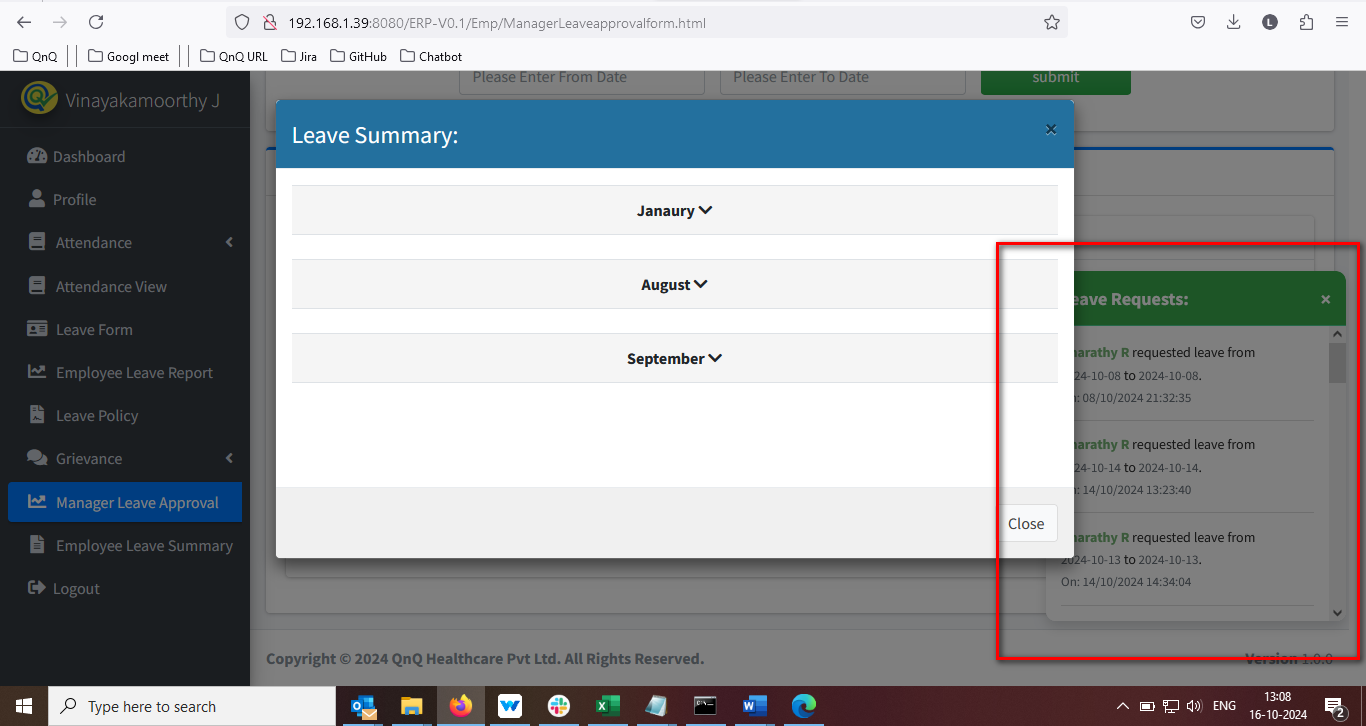 192.168.1.39:8080/ERP-V0.1/Emp/ManagerLeaveapprovalform.html
L
QnQ
Googl meet
QnQ URL
Jira
GitHub
Chatbot
Vinayakamoorthy J
Dashboard
Profile
Attendance
Attendance View
Leave Form
Employee Leave Report
Leave Policy
Grievance
Manager Leave Approval
Employee Leave Summary
Logout
Please Enter From Date
Please Enter To Date
submit
Leave Summary:
×
Janaury
August
September
Close
eave Requests:
×
arathy R requested leave from
24-10-08 to 2024-10-08.
: 08/10/2024 21:32:35
arathy R requested leave from
24-10-14 to 2024-10-14.
: 14/10/2024 13:23:40
arathy R requested leave from
2024-10-13 to 2024-10-13.
On: 14/10/2024 14:34:04
Copyright © 2024 QnQ Healthcare Pvt Ltd. All Rights Reserved.
Version 1.0.0
Type here to search
ENG
13:08
16-10-2024
2